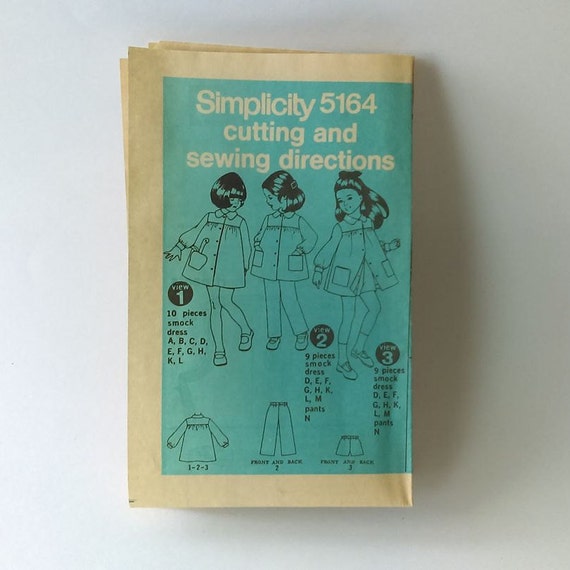 Simplicity 5164
cutting and
sewing directions
view
1
10 pieces
smock
dress
A, B, C, D,
E, F, G, H,
K, L
view
2
9 pieces
smock
dress
D, E, F,
G, H, K,
L, M
pants
N
view
3
9 pieces
smock
dress
D, E, F,
G, H, K,
L, M
pants
N
1-2-3
FRONT AND BACK
2
FRONT AND BACK
3